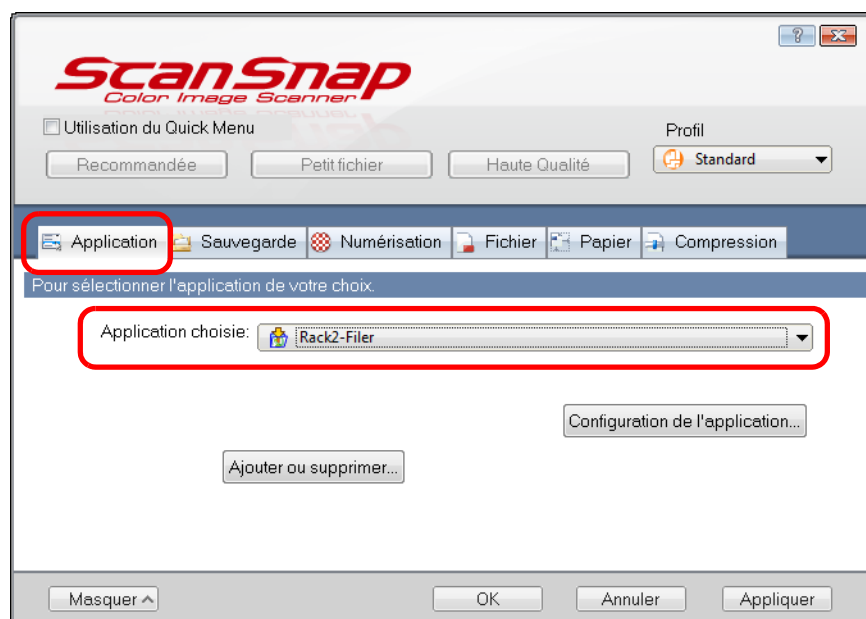 ScanSnap
Color Image Scanner
Utilisation du Quick Menu
Profil
Recommandée Petit fichier Haute Qualité Standard
Application Sauvegarde Numérisation Fichier Papier Compression
Pour sélectionner l'application de votre choix.
Application choisie: Rack2-Filer
Configuration de l'application...
Ajouter ou supprimer...
Masquer OK Annuler Appliquer